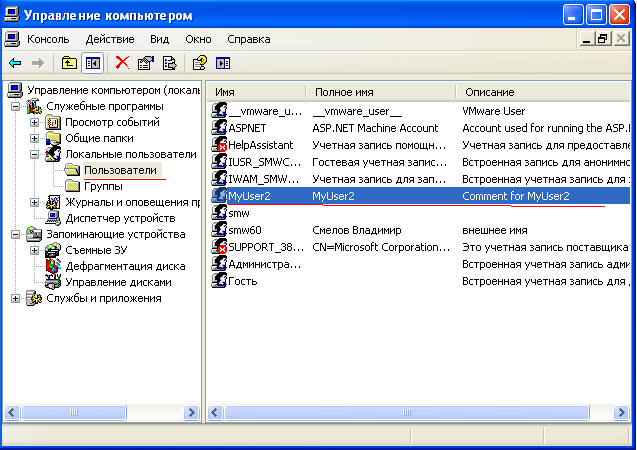 Управление компьютером
Консоль Действие Вид Окно Справка
Управление компьютером (локаль
Служебные программы
Просмотр событий
Общие папки
Локальные пользователи
Пользователи
Группы
Журналы и оповещения пр
Диспетчер устройств
Запоминающие устройства
Съемные ЗУ
Дефрагментация диска
Управление дисками
Службы и приложения
Имя Полное имя Описание
__vmware_u... __vmware_user__ VMware User
ASPNET ASP.NET Machine Account Account used for running the ASP.
HelpAssistant Учетная запись помощн... Учетная запись для предоставле
IUSR_SMWC... Гостевая учетная запис... Встроенная запись для анонимно
IWAM_SMW... Учетная запись для зап... Встроенная учетная запись для
MyUser2 MyUser2 Comment for MyUser2
smw
smw60 Смелов Владимир внешнее имя
SUPPORT_38... CN=Microsoft Corporation... Это учетная запись поставщика
Администра... Встроенная учетная запись адми
Гость Встроенная учетная запись для д